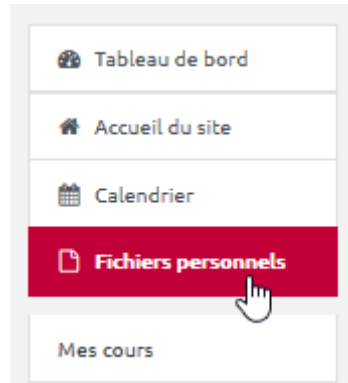 Tableau de bord
Accueil du site
Calendrier
Fichiers personnels
Mes cours